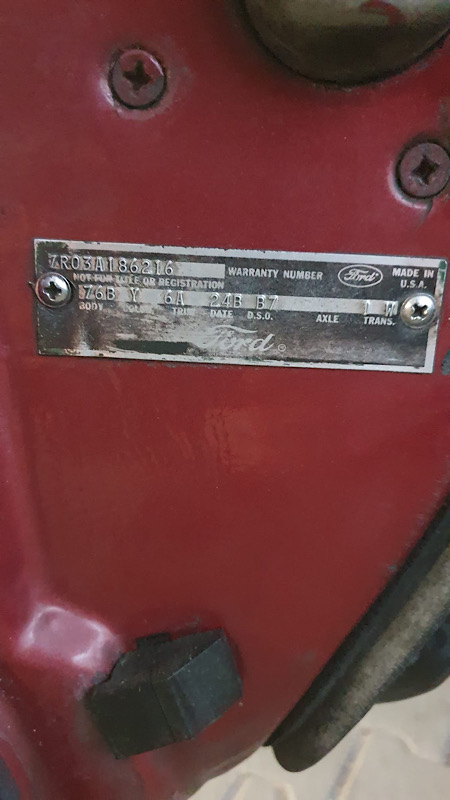 7R03A186216 WARRANTY NUMBER Ford MADE IN U.S.A.
NOT FOR TITLE OR REGISTRATION
76B Y 6A 24B B7 1 W
BODY TRIM DATE D.S.O. AXLE TRANS.
Ford ®